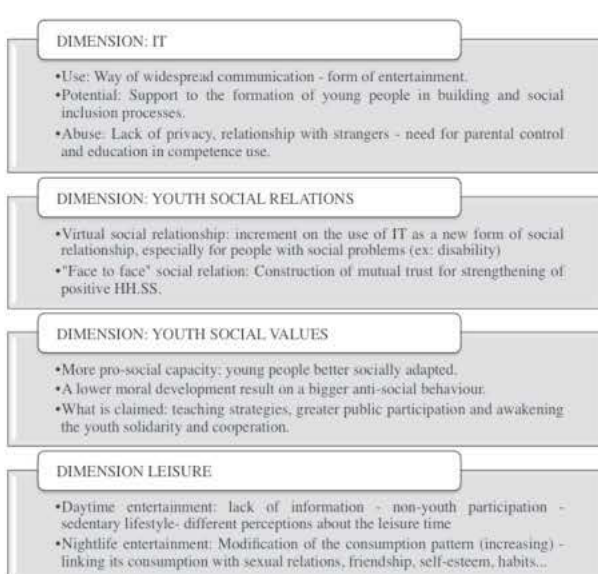 DIMENSION: IT
•Use: Way of widespread communication - form of entertainment.
•Potential: Support to the formation of young people in building and social
inclusion processes.
•Abuse: Lack of privacy, relationship with strangers - need for parental control
and education in competence use.
DIMENSION: YOUTH SOCIAL RELATIONS
•Virtual social relationship: increment on the use of IT as a new form of social
relationship, especially for people with social problems (ex: disability)
•"Face to face" social relation: Construction of mutual trust for strengthening of
positive HH.SS.
DIMENSION: YOUTH SOCIAL VALUES
•More pro-social capacity: young people better socially adapted.
•A lower moral development result on a bigger anti-social behaviour.
•What is claimed: teaching strategies, greater public participation and awakening
the youth solidarity and cooperation.
DIMENSION LEISURE
•Daytime entertainment: lack of information - non-youth participation -
sedentary lifestyle- different perceptions about the leisure time
•Nightlife entertainment: Modification of the consumption pattern (increasing) -
linking its consumption with sexual relations, friendship, self-esteem, habits...